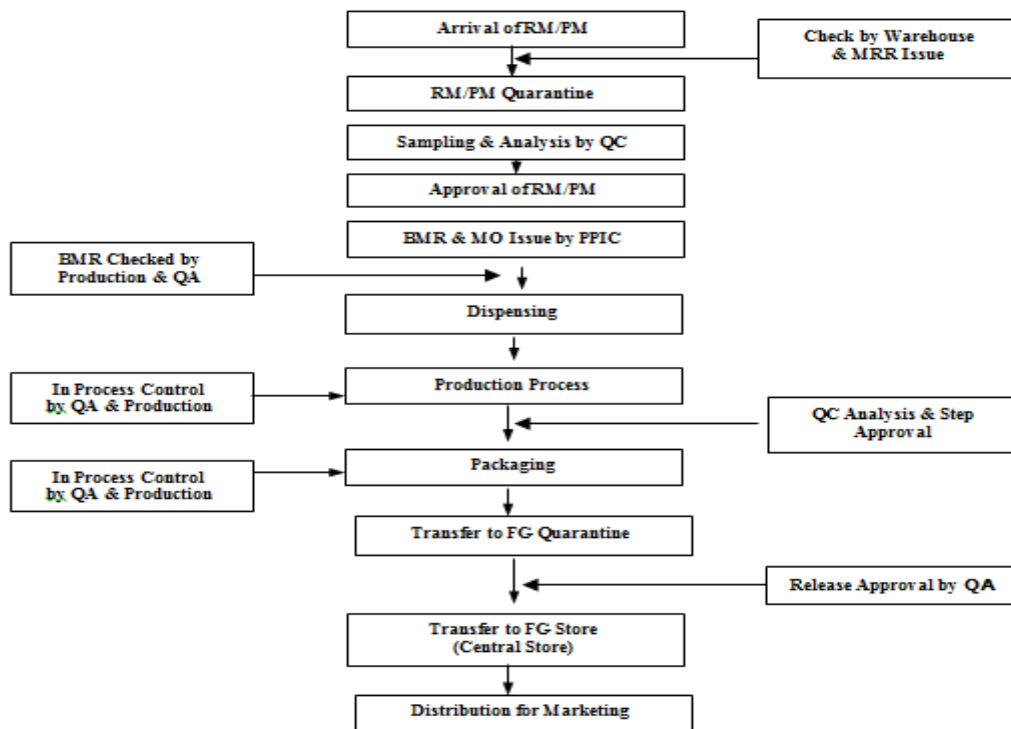 Arrival of RM/PM
Check by Warehouse
& MRR Issue
RM/PM Quarantine
Sampling & Analysis by QC
Approval of RM/PM
BMR & MO Issue by PPIC
BMR Checked by
Production & QA
Dispensing
In Process Control
by QA & Production
Production Process
QC Analysis & Step
Approval
In Process Control
by QA & Production
Packaging
Transfer to FG Quarantine
Release Approval by QA
Transfer to FG Store
(Central Store)
Distribution for Marketing